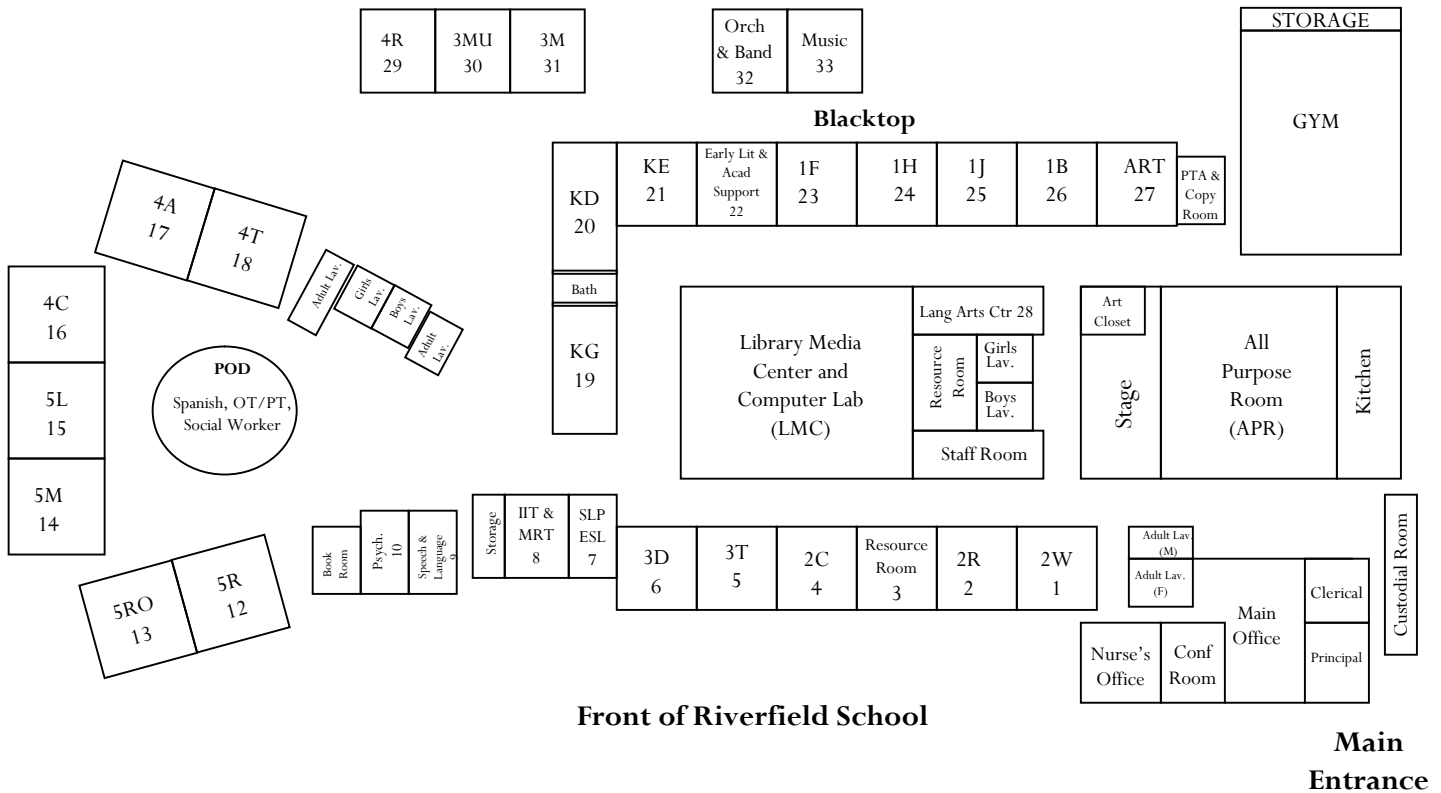 STORAGE
GYM
4R
29
3MU
30
3M
31
Orch
& Band
32
Music
33
Blacktop
KD
20
KE
21
Early Lit &
Acad
Support
22
1F
23
1H
24
1J
25
1B
26
ART
27
PTA &
Copy
Room
4A
17
4T
18
Adult Lav.
Girls
Lav.
Boys
Lav.
Adult
Lav.
Bath
KG
19
4C
16
5L
15
5M
14
POD
Spanish, OT/PT,
Social Worker
Library Media
Center and
Computer Lab
(LMC)
Lang Arts Ctr 28
Resource
Room
Girls
Lav.
Boys
Lav.
Staff Room
Art
Closet
Stage
All
Purpose
Room
(APR)
Kitchen
5RO
13
5R
12
Book
Room
Psych.
10
Speech &
Language
9
Storage
IIT &
MRT
8
SLP
ESL
7
3D
6
3T
5
2C
4
Resource
Room
3
2R
2
2W
1
Adult Lav.
(M)
Adult Lav.
(F)
Main
Office
Clerical
Principal
Custodial Room
Nurse’s
Office
Conf
Room
Front of Riverfield School
Main
Entrance